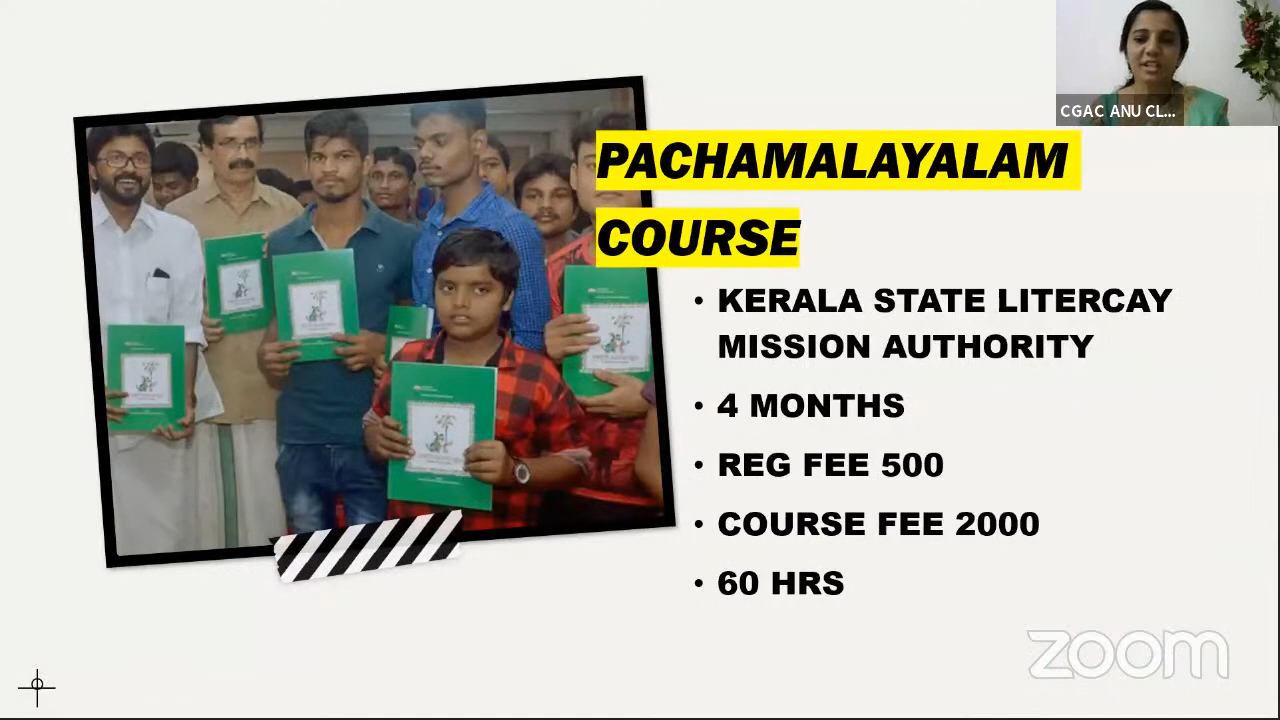 CGAC ANU CL...
PACHAMALAYALAM
COURSE
• KERALA STATE LITERCAY
MISSION AUTHORITY
• 4 MONTHS
• REG FEE 500
• COURSE FEE 2000
• 60 HRS
zoom